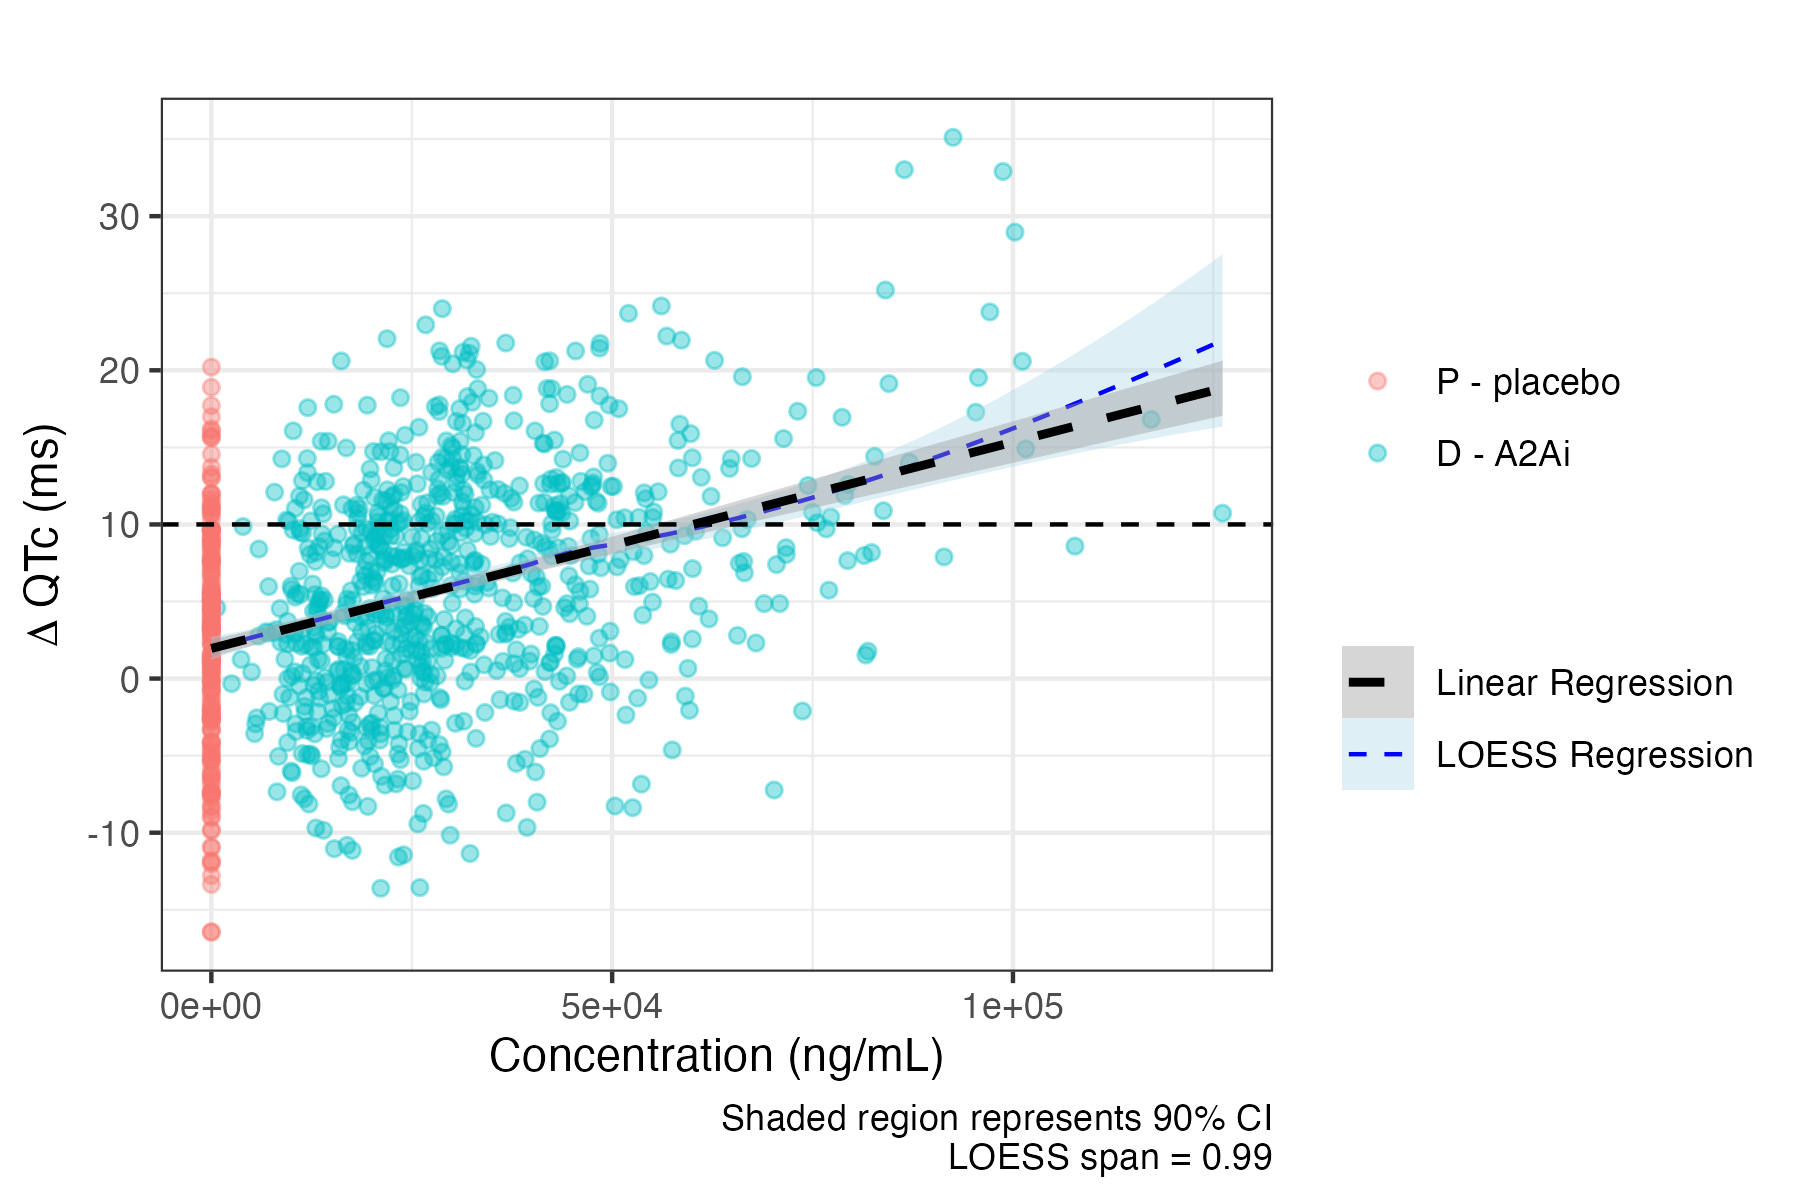 30
20
10
0
-10
Δ QTc (ms)
0e+00 5e+04 1e+05
Concentration (ng/mL)
P - placebo
D - A2Ai
Linear Regression
LOESS Regression
Shaded region represents 90% CI
LOESS span = 0.99